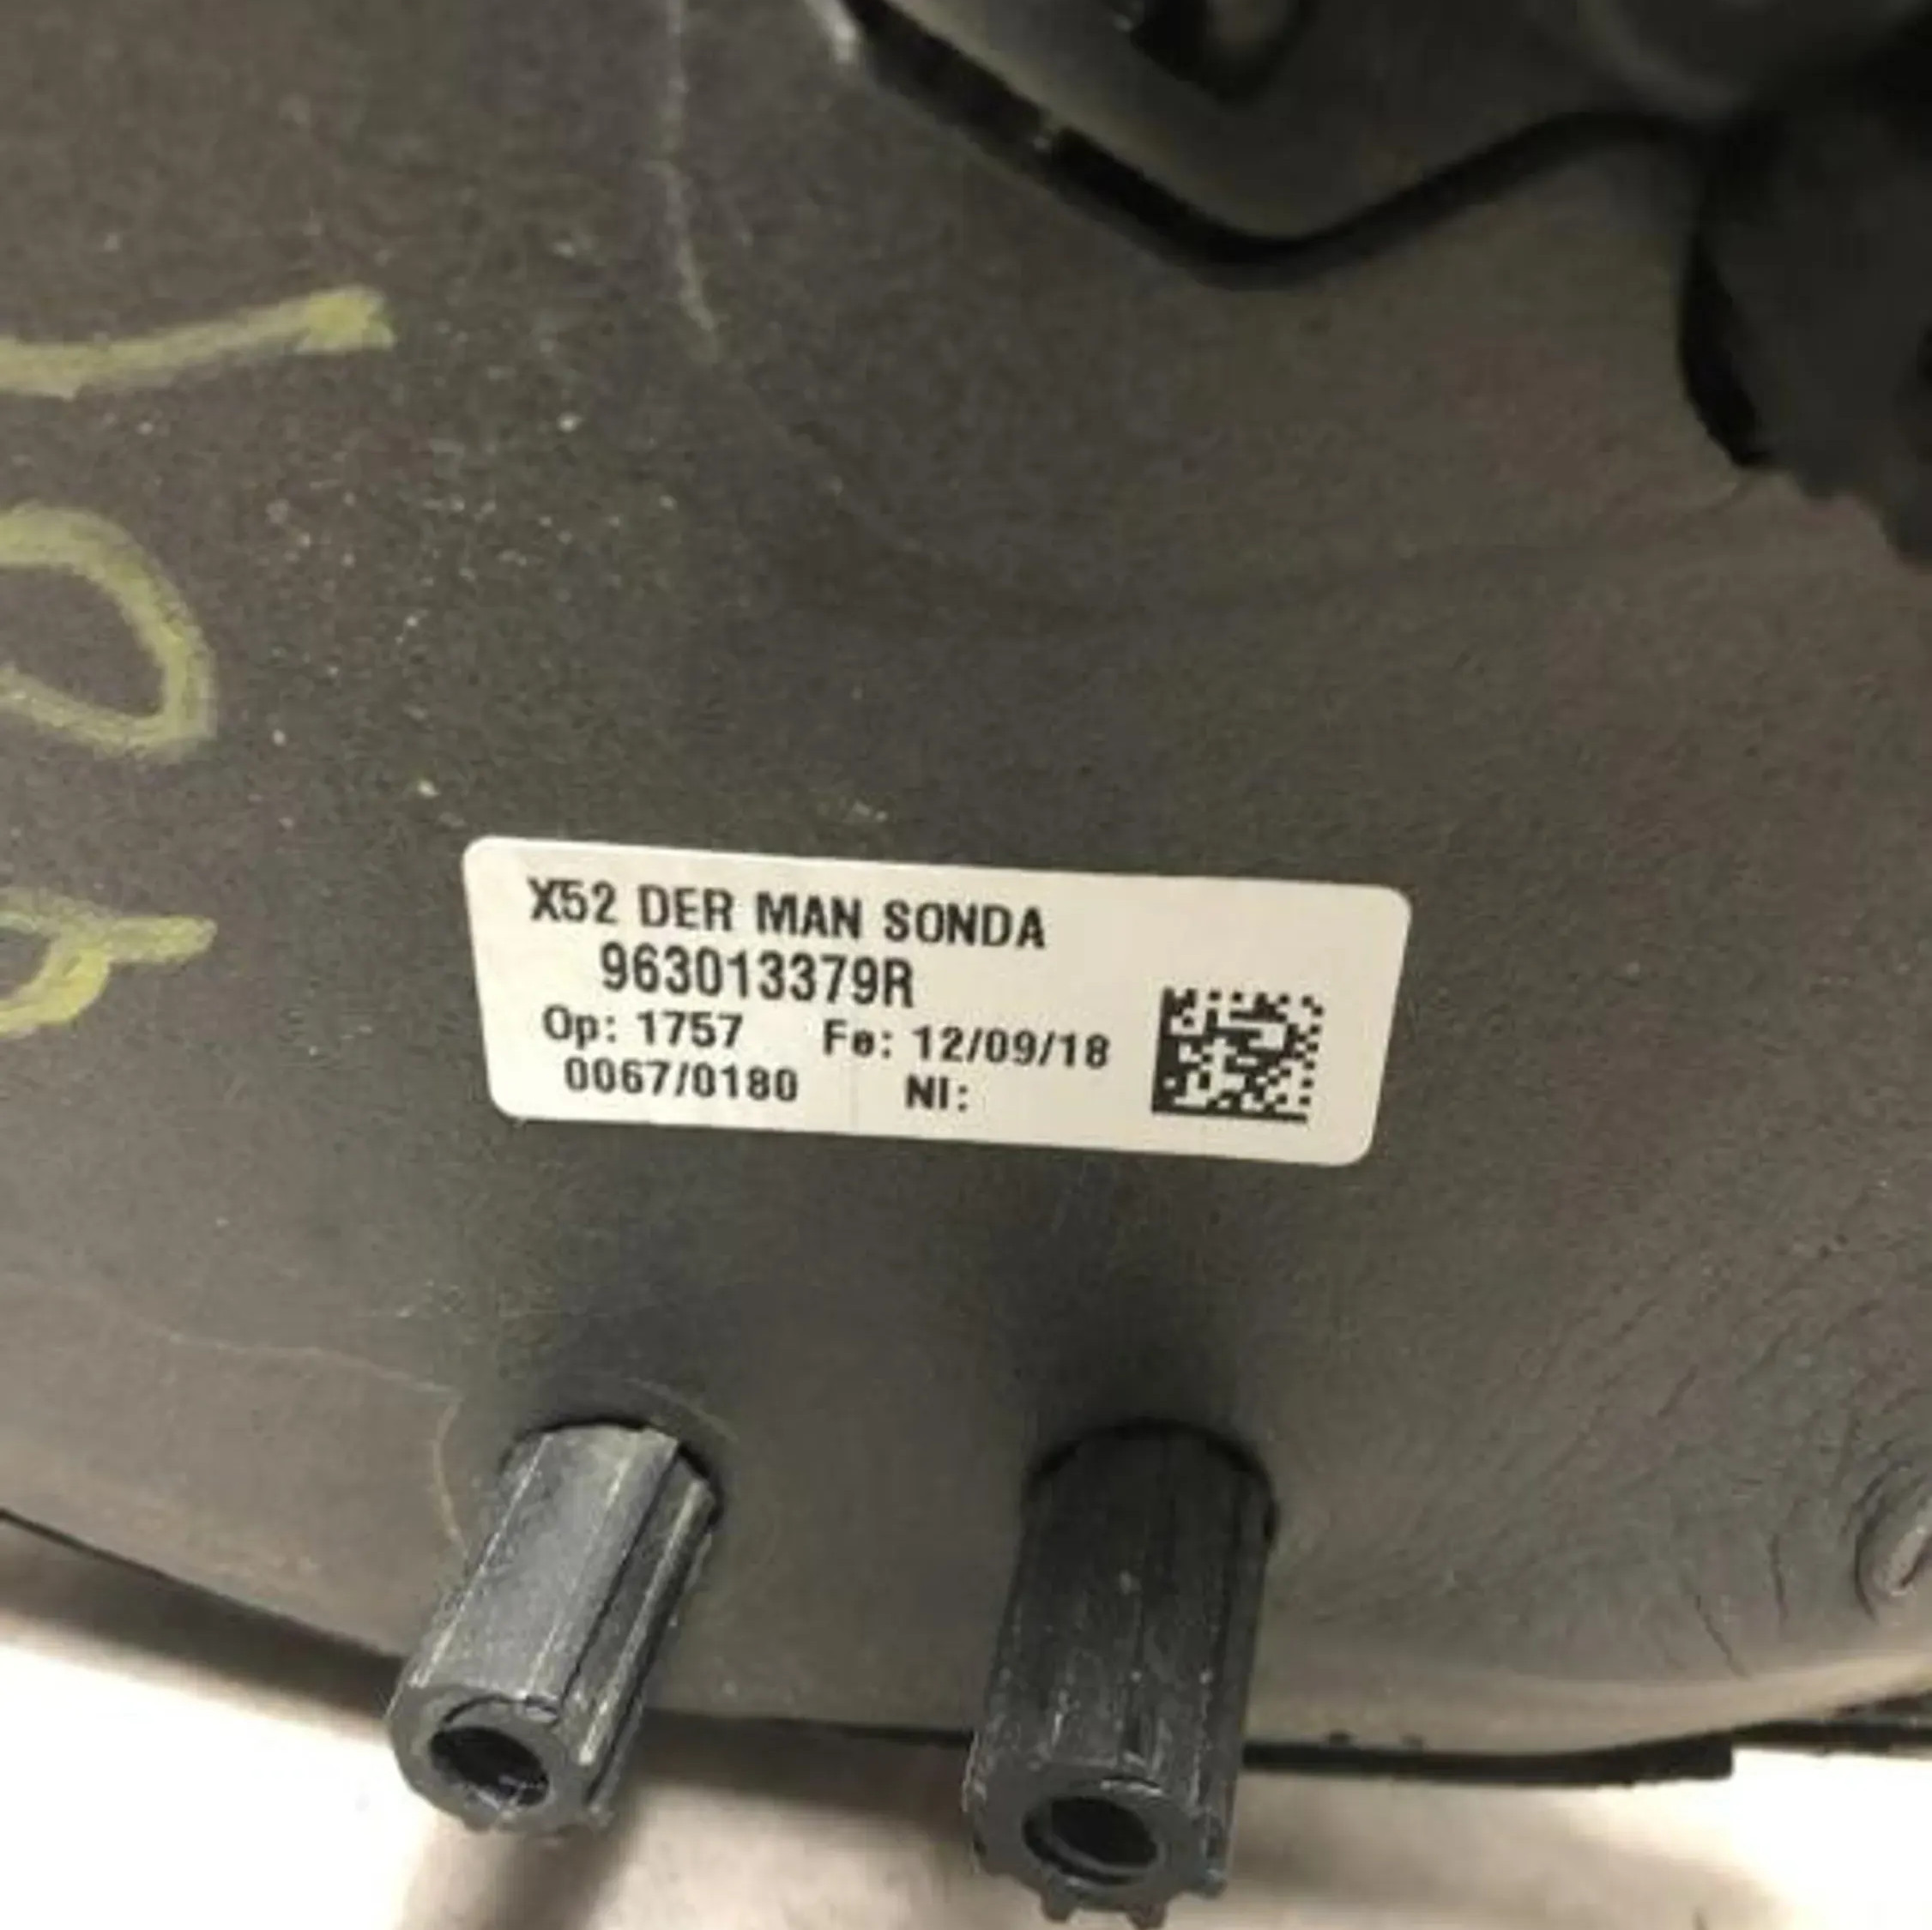 X52 DER MAN SONDA
963013379R
Op: 1757 Fe: 12/09/18
0067/0180 NI: